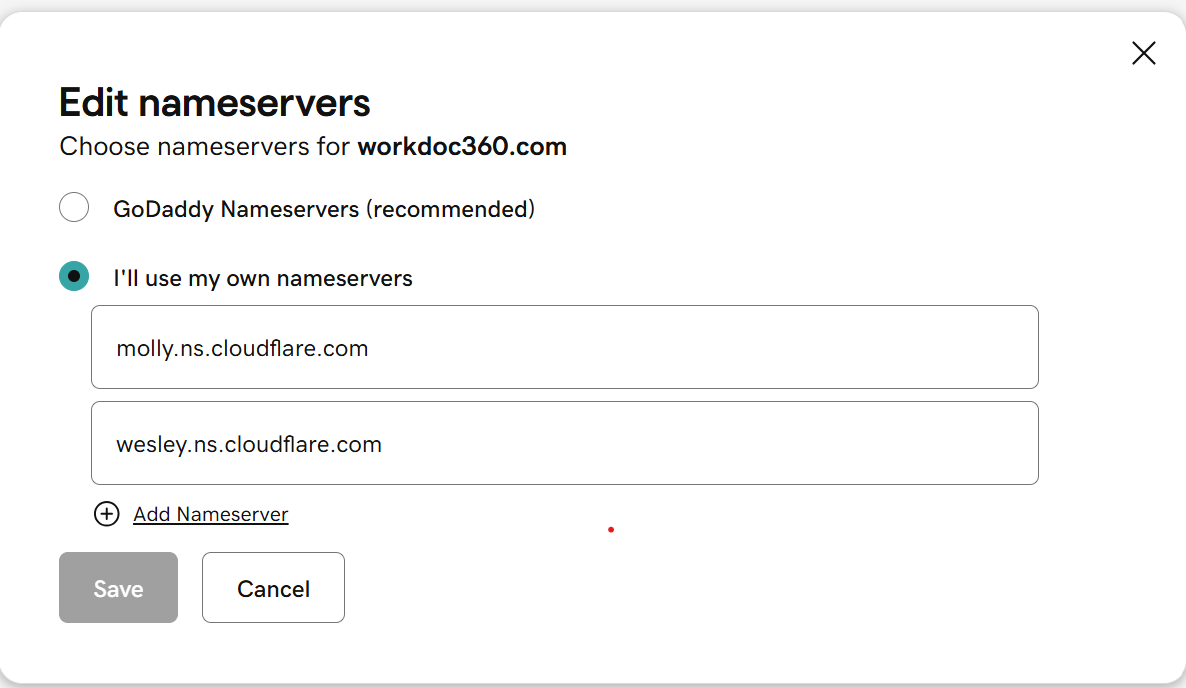 Edit nameservers
Choose nameservers for workdoc360.com
GoDaddy Nameservers (recommended)
I'll use my own nameservers
molly.ns.cloudflare.com
wesley.ns.cloudflare.com
Add Nameserver
Save Cancel